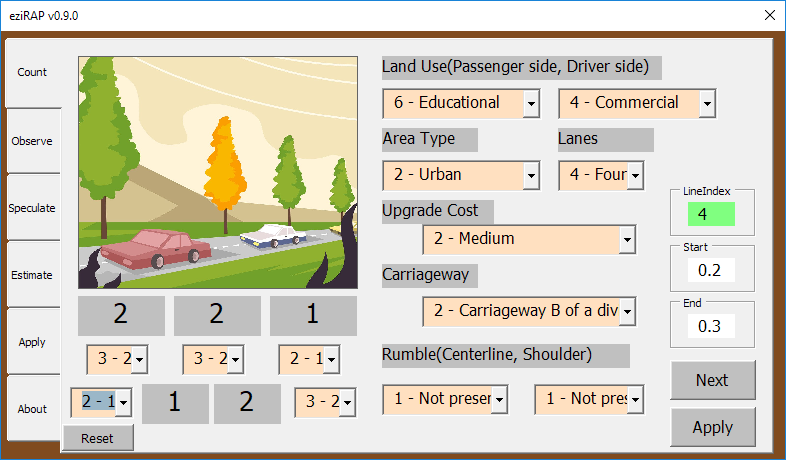 eziRAP v0.9.0
Count
Observe
Speculate
Estimate
Apply
About
2 2 1
3 - 2 3 - 2 2 - 1
2 - 1 1 2 3 - 2
Reset
Land Use(Passenger side, Driver side)
6 - Educational 4 - Commercial
Area Type Lanes
2 - Urban 4 - Four
Upgrade Cost
2 - Medium
Carriageway
2 - Carriageway B of a div
Rumble(Centerline, Shoulder)
1 - Not presen 1 - Not pres
LineIndex
4
Start
0.2
End
0.3
Next
Apply